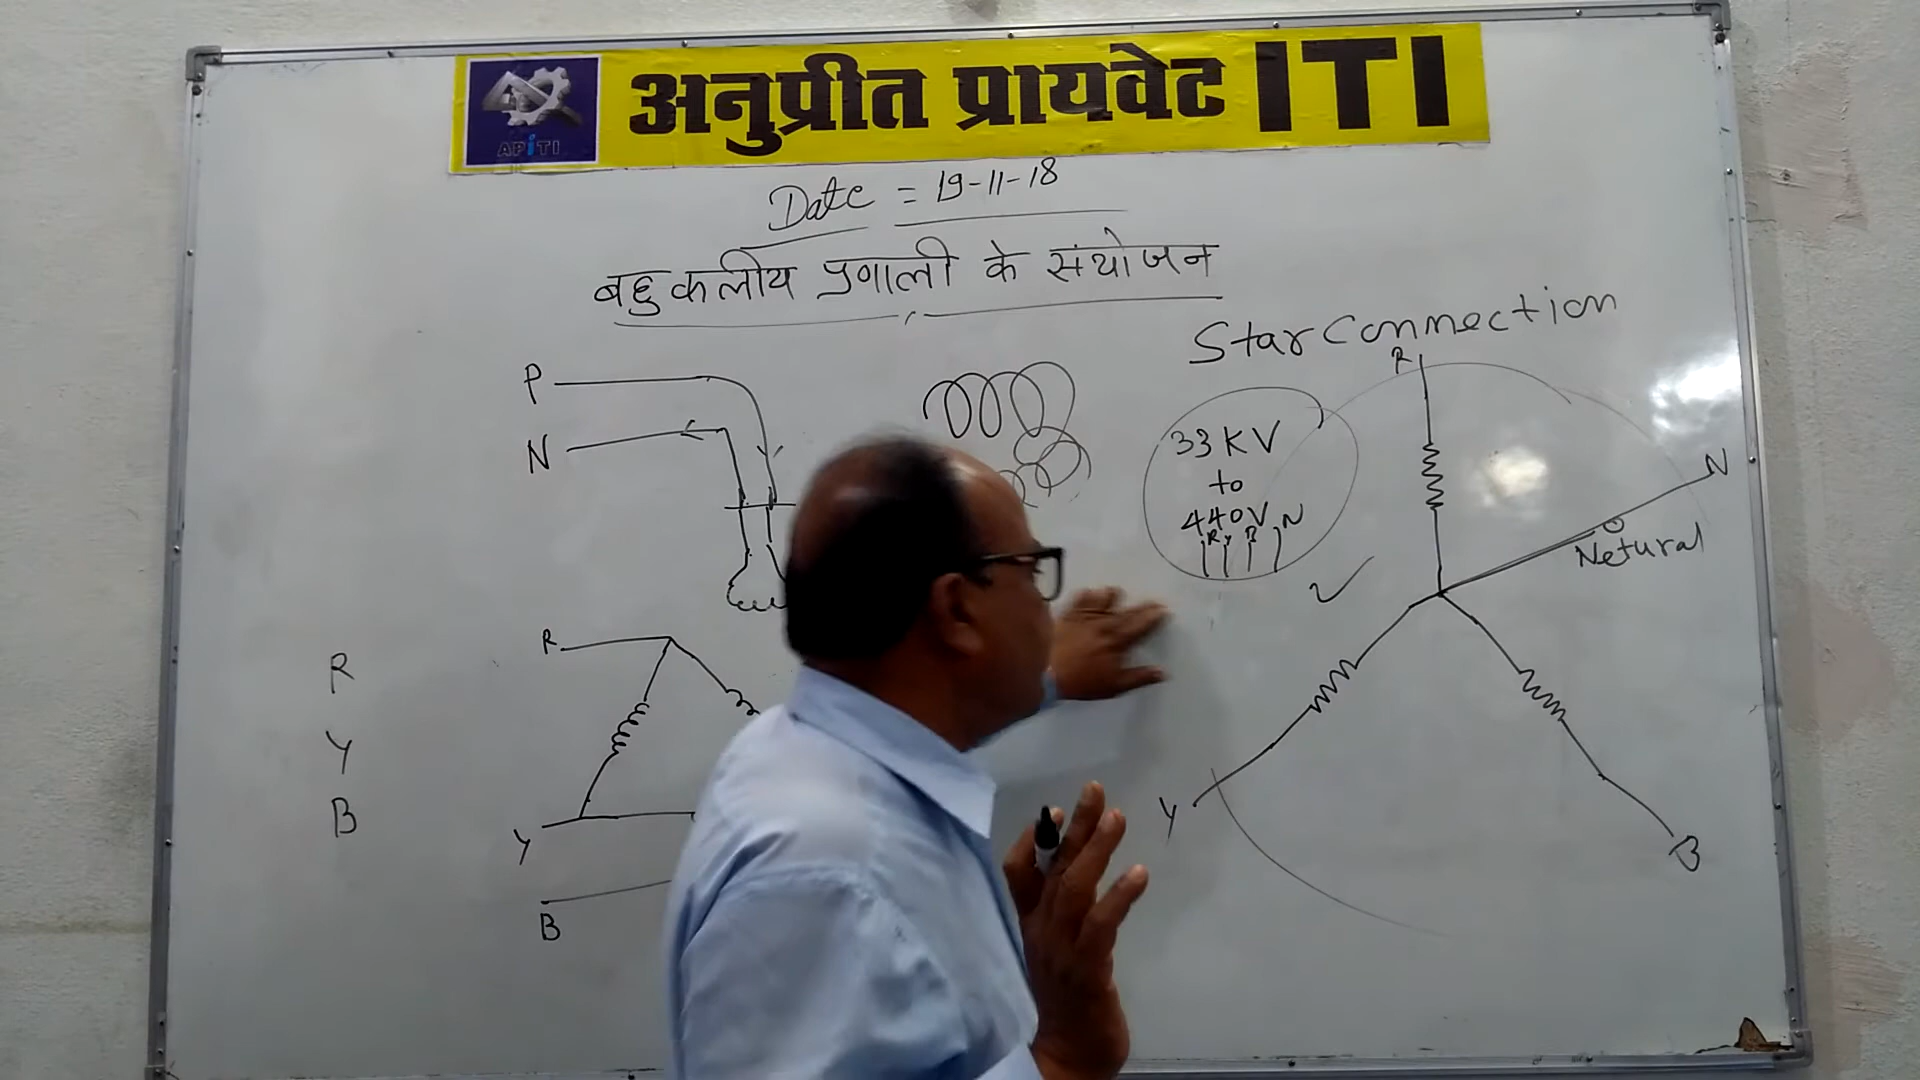 अनुप्रीत प्रायवेट ITI
APiTI
Date = 19-11-18
बहुकलीय प्रणाली के संयोजन
Star Connection
P
N
R
33 KV
to
440V N
R Y B
N
Netural
R
Y
B
R
Y
B
Y
B